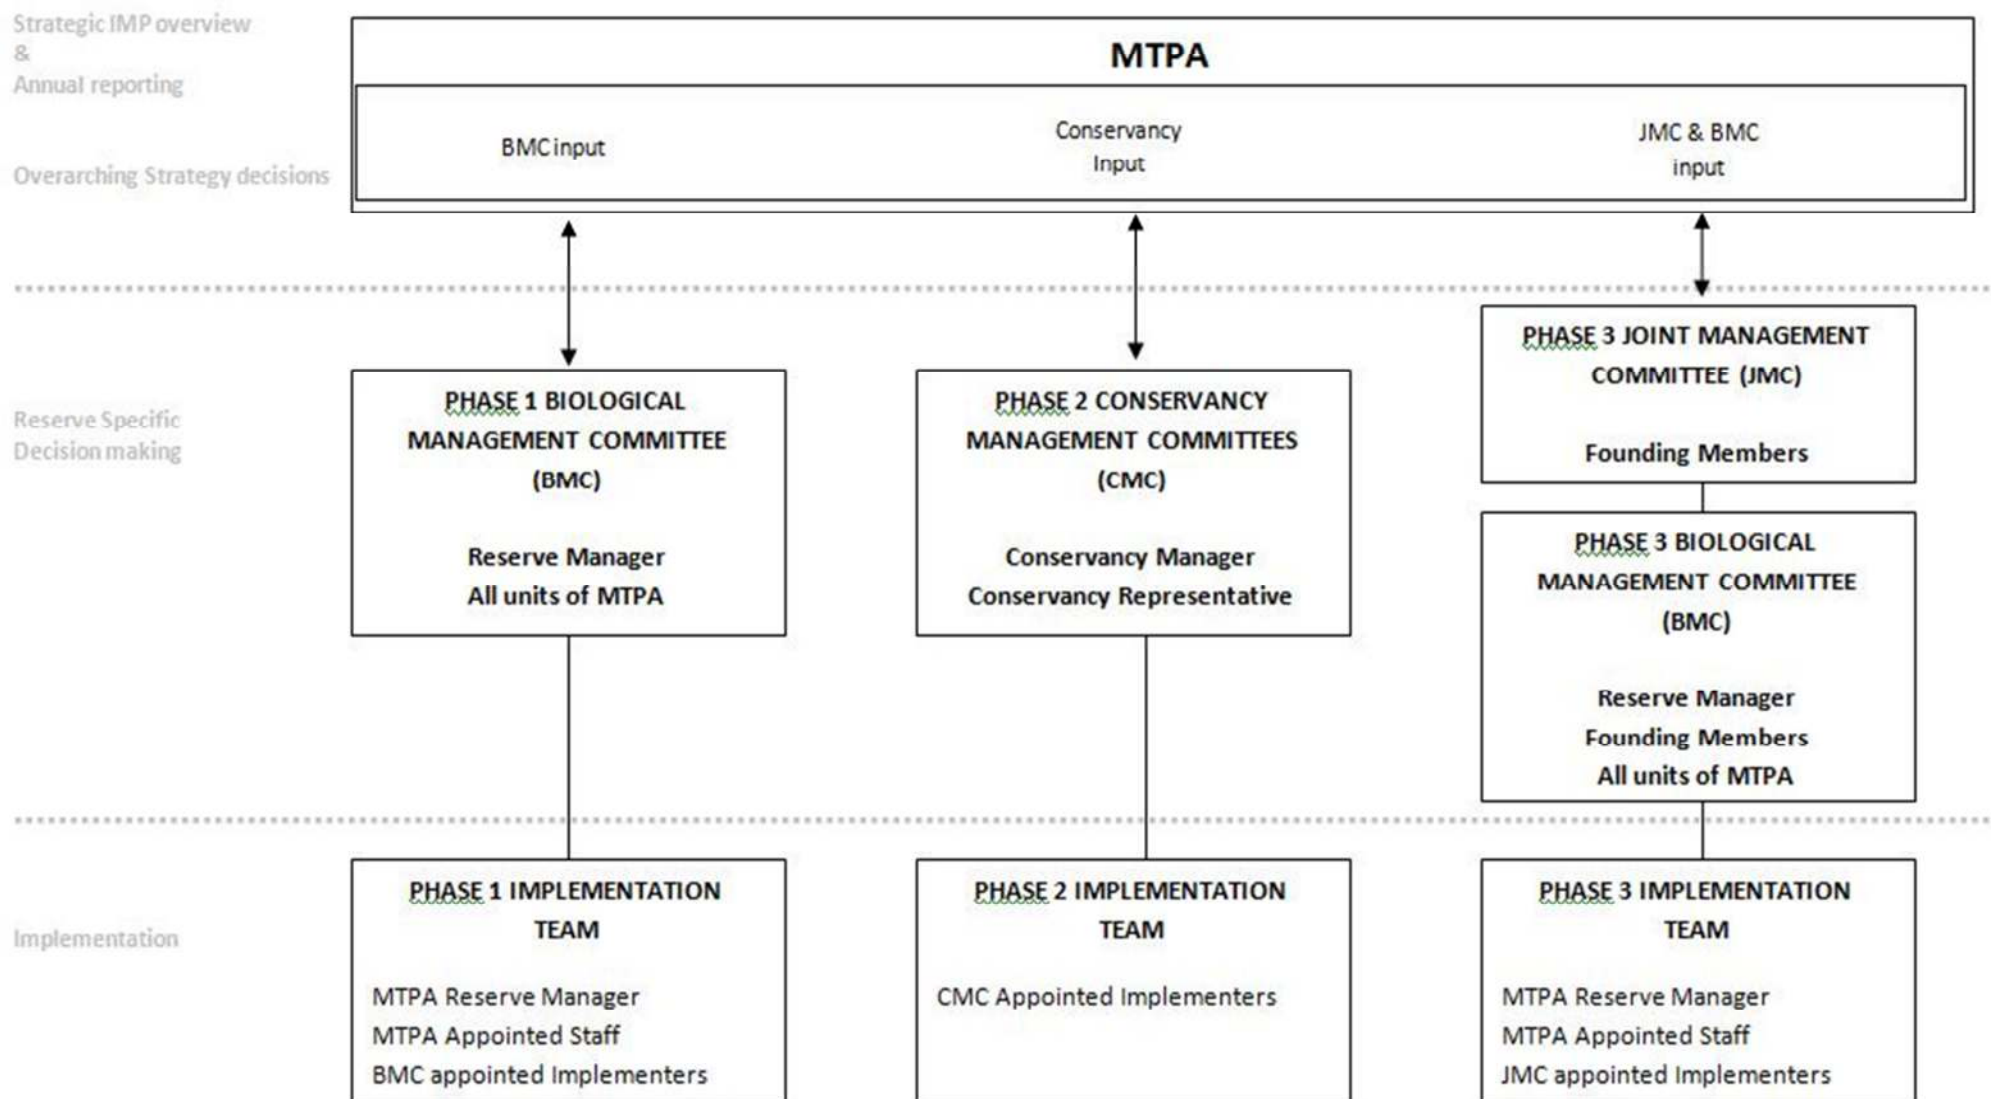 Strategic IMP overview
&
Annual reporting
MTPA
BMC input
Conservancy
Input
JMC & BMC
input
Overarching Strategy decisions
Reserve Specific
Decision making
PHASE 1 BIOLOGICAL
MANAGEMENT COMMITTEE
(BMC)
Reserve Manager
All units of MTPA
PHASE 2 CONSERVANCY
MANAGEMENT COMMITTEES
(CMC)
Conservancy Manager
Conservancy Representative
PHASE 3 JOINT MANAGEMENT
COMMITTEE (JMC)
Founding Members
PHASE 3 BIOLOGICAL
MANAGEMENT COMMITTEE
(BMC)
Reserve Manager
Founding Members
All units of MTPA
Implementation
PHASE 1 IMPLEMENTATION
TEAM
MTPA Reserve Manager
MTPA Appointed Staff
BMC appointed Implementers
PHASE 2 IMPLEMENTATION
TEAM
CMC Appointed Implementers
PHASE 3 IMPLEMENTATION
TEAM
MTPA Reserve Manager
MTPA Appointed Staff
JMC appointed Implementers